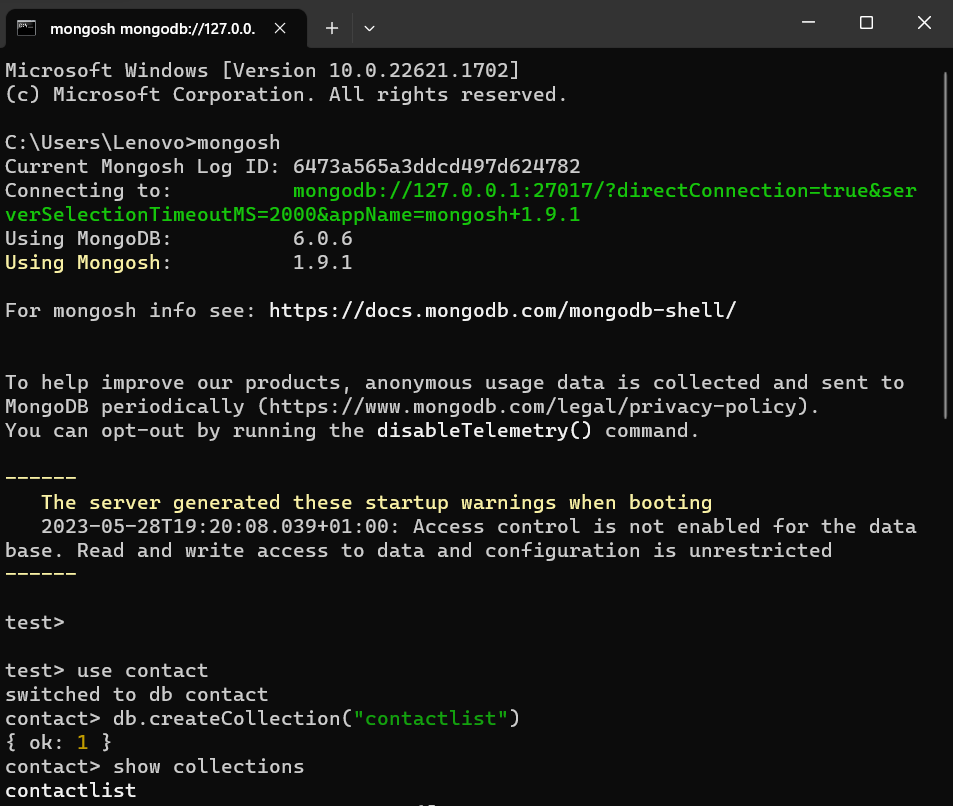 mongosh mongodb://127.0.0.
Microsoft Windows [Version 10.0.22621.1702]
(c) Microsoft Corporation. All rights reserved.
C:\Users\Lenovo>mongosh
Current Mongosh Log ID: 6473a565a3ddcd497d624782
Connecting to:          mongodb://127.0.0.1:27017/?directConnection=true&ser
verSelectionTimeoutMS=2000&appName=mongosh+1.9.1
Using MongoDB:          6.0.6
Using Mongosh:          1.9.1
For mongosh info see: https://docs.mongodb.com/mongodb-shell/
To help improve our products, anonymous usage data is collected and sent to
MongoDB periodically (https://www.mongodb.com/legal/privacy-policy).
You can opt-out by running the disableTelemetry() command.
------
   The server generated these startup warnings when booting
   2023-05-28T19:20:08.039+01:00: Access control is not enabled for the data
base. Read and write access to data and configuration is unrestricted
------
test>
test> use contact
switched to db contact
contact> db.createCollection("contactlist")
{ ok: 1 }
contact> show collections
contactlist